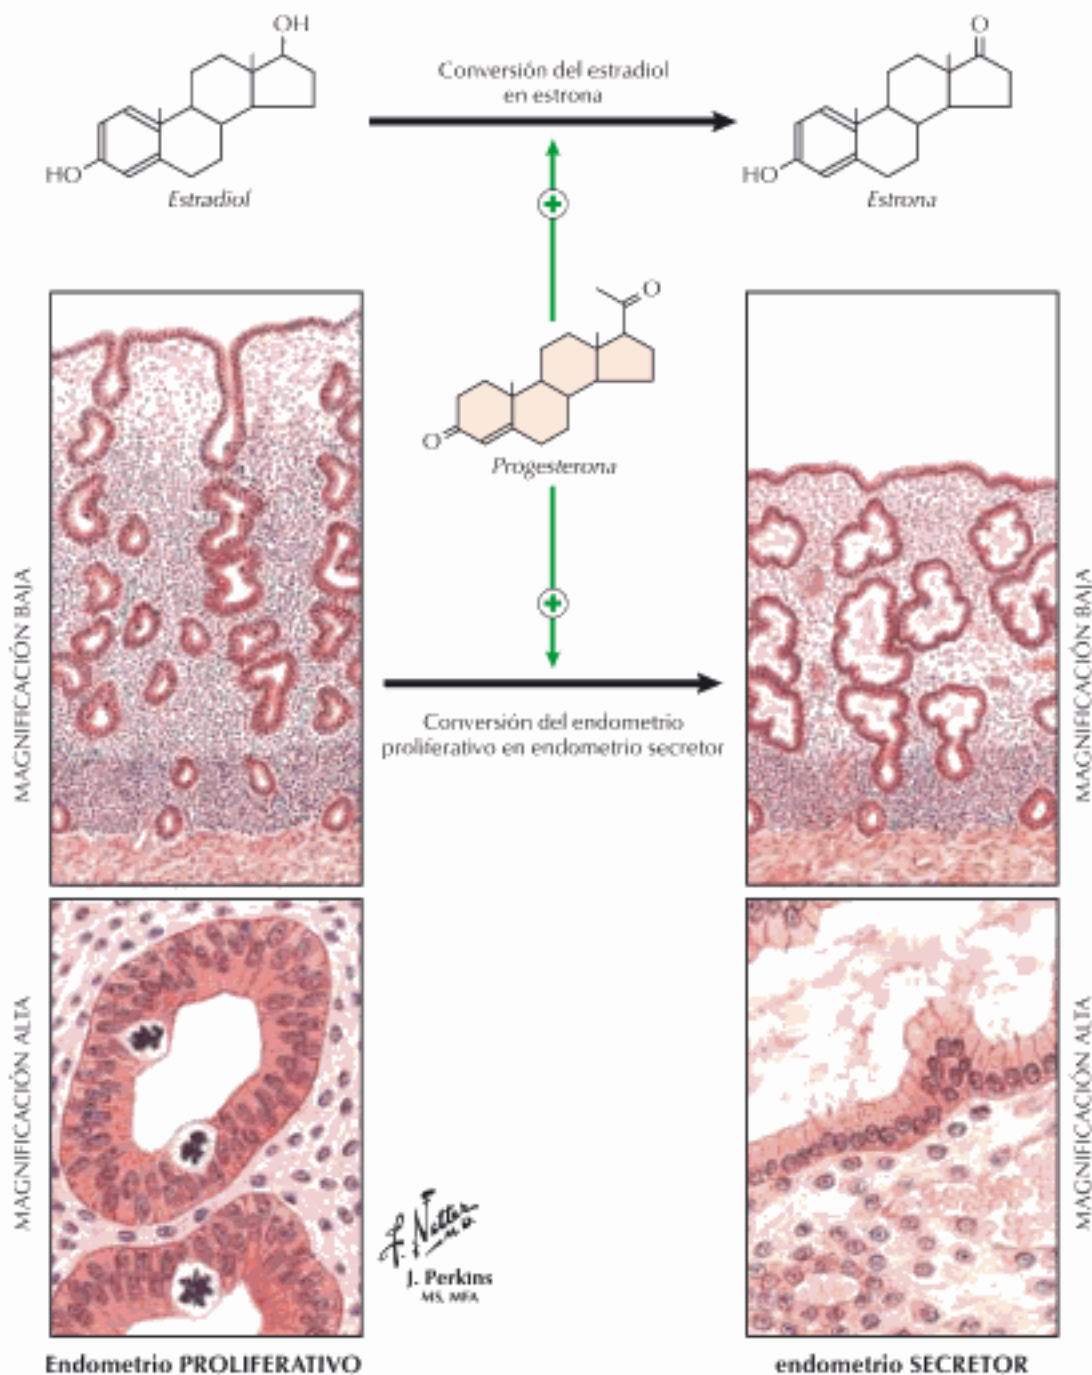 OH
O
Conversión del estradiol
en estrona
HO
HO
Estradiol
Estrona
O
O
Progesterona
MAGNIFICACIÓN BAJA
MAGNIFICACIÓN BAJA
Conversión del endometrio
proliferativo en endometrio secretor
MAGNIFICACIÓN ALTA
MAGNIFICACIÓN ALTA
F. Netter
M.D.
J. Perkins
MS, MFA
Endometrio PROLIFERATIVO
endometrio SECRETOR